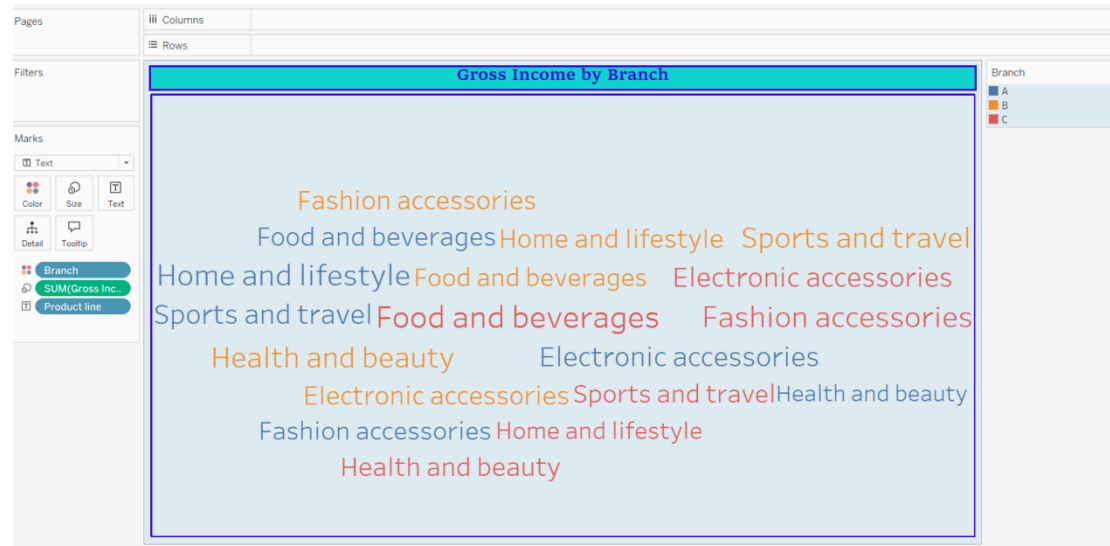 Pages
Columns
Rows
Filters
Marks
Text
Color Size Text
Detail Tooltip
Branch
SUM(Gross Inc..
Product line
Gross Income by Branch
Fashion accessories
Food and beverages Home and lifestyle Sports and travel
Home and lifestyle Food and beverages Electronic accessories
Sports and travel Food and beverages Fashion accessories
Health and beauty Electronic accessories
Electronic accessories Sports and travel Health and beauty
Fashion accessories Home and lifestyle
Health and beauty
Branch
A
B
C